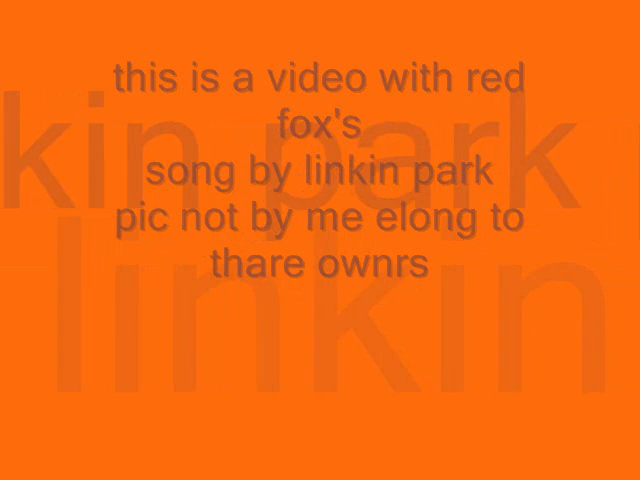 this is a video with red
fox's
song by linkin park
pic not by me elong to
thare ownrs
kin park
linkin